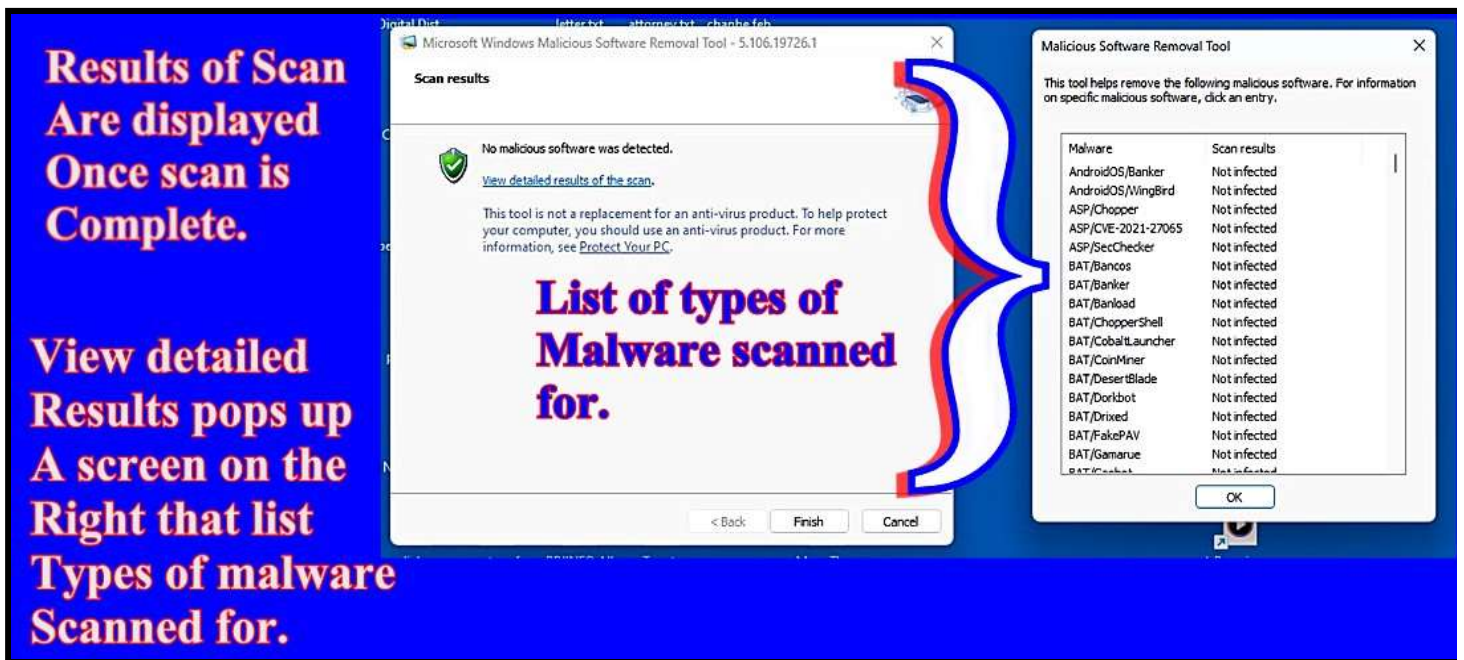 Results of Scan
Are displayed
Once scan is
Complete.
View detailed
Results pops up
A screen on the
Right that list
Types of malware
Scanned for.
Digital Dist letter.txt attorney.txt
Microsoft Windows Malicious Software Removal Tool - 5.106.19726.1
Scan results
No malicious software was detected.
View detailed results of the scan.
This tool is not a replacement for an anti-virus product. To help protect
your computer, you should use an anti-virus product. For more
information, see Protect Your PC.
List of types of
Malware scanned
for.
< Back Finish Cancel
Malicious Software Removal Tool
This tool helps remove the following malicious software. For information
on specific malicious software, click an entry.
Malware Scan results
AndroidOS/Banker Not infected
AndroidOS/WingBird Not infected
ASP/Chopper Not infected
ASP/CVE-2021-27065 Not infected
ASP/SecChecker Not infected
BAT/Bancos Not infected
BAT/Banker Not infected
BAT/Banload Not infected
BAT/ChopperShell Not infected
BAT/CobaltLauncher Not infected
BAT/CoinMiner Not infected
BAT/DesertBlade Not infected
BAT/Dorkbot Not infected
BAT/Drixed Not infected
BAT/FakePAV Not infected
BAT/Gamarue Not infected
OK